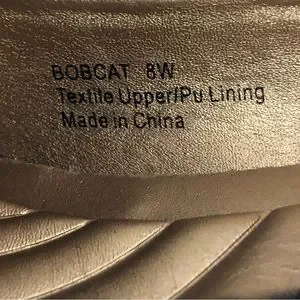 BOBCAT 8W
Textile Upper/Pu Lining
Made in China